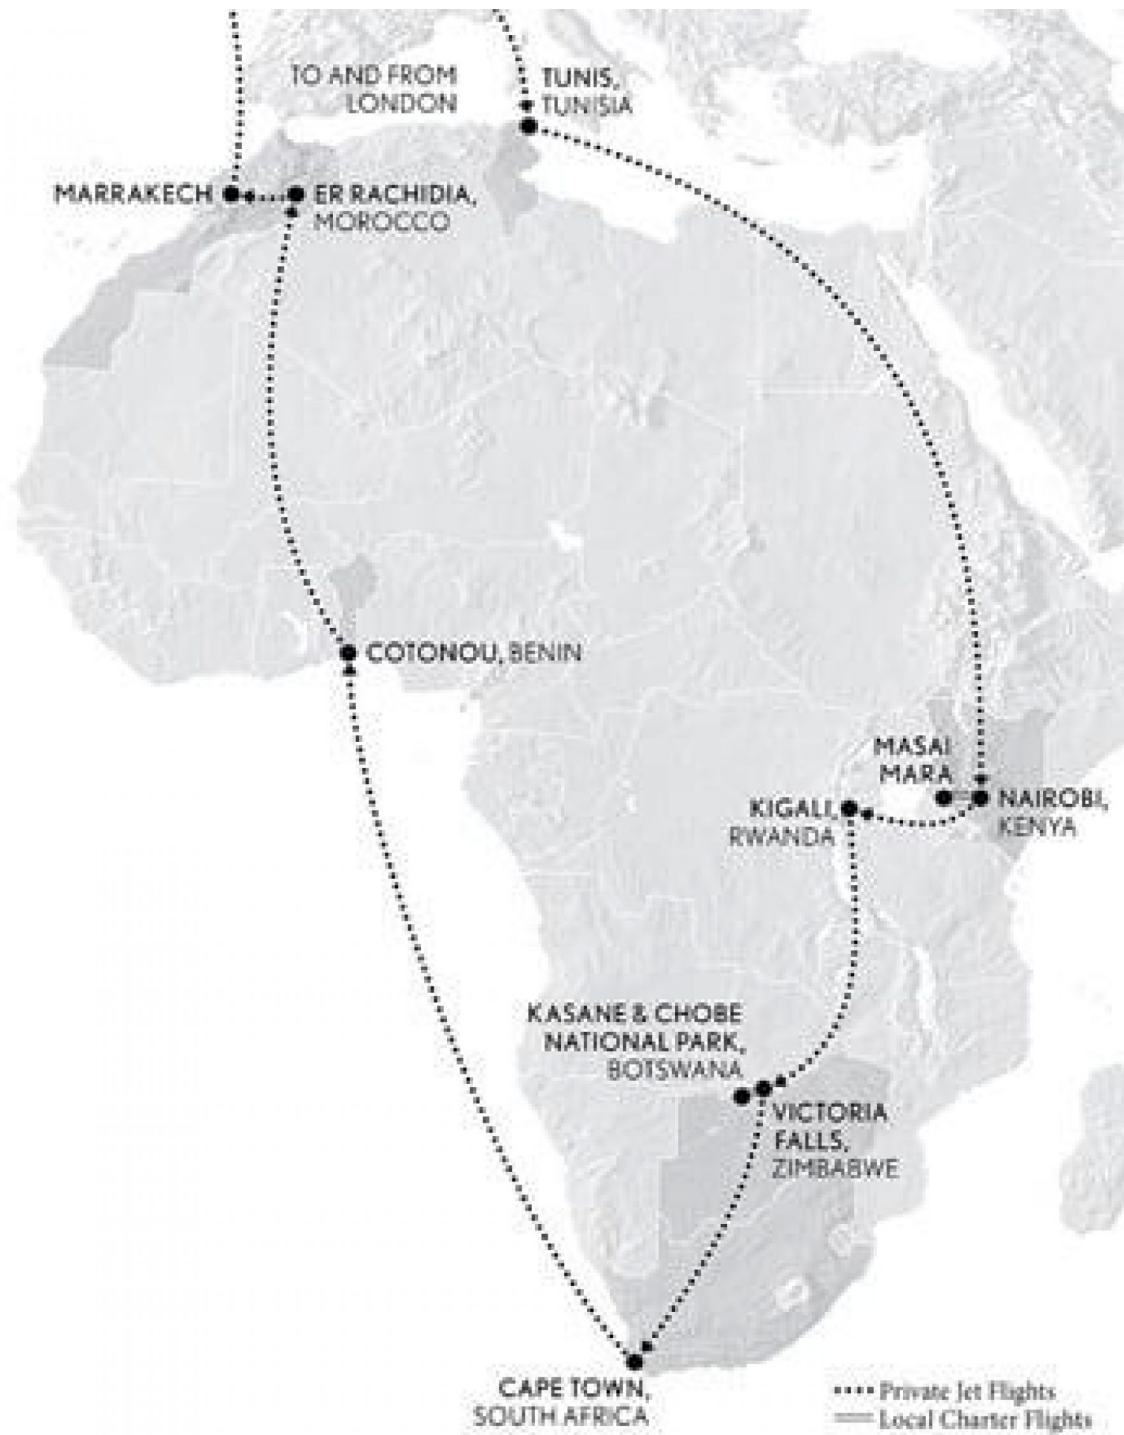 TO AND FROM
LONDON
TUNIS,
TUNISIA
MARRAKECH
ER RACHIDIA,
MOROCCO
COTONOU, BENIN
MASAI
MARA
NAIROBI,
KENYA
KIGALI,
RWANDA
KASANE & CHOBE
NATIONAL PARK,
BOTSWANA
VICTORIA
FALLS,
ZIMBABWE
CAPE TOWN,
SOUTH AFRICA
Private Jet Flights
Local Charter Flights